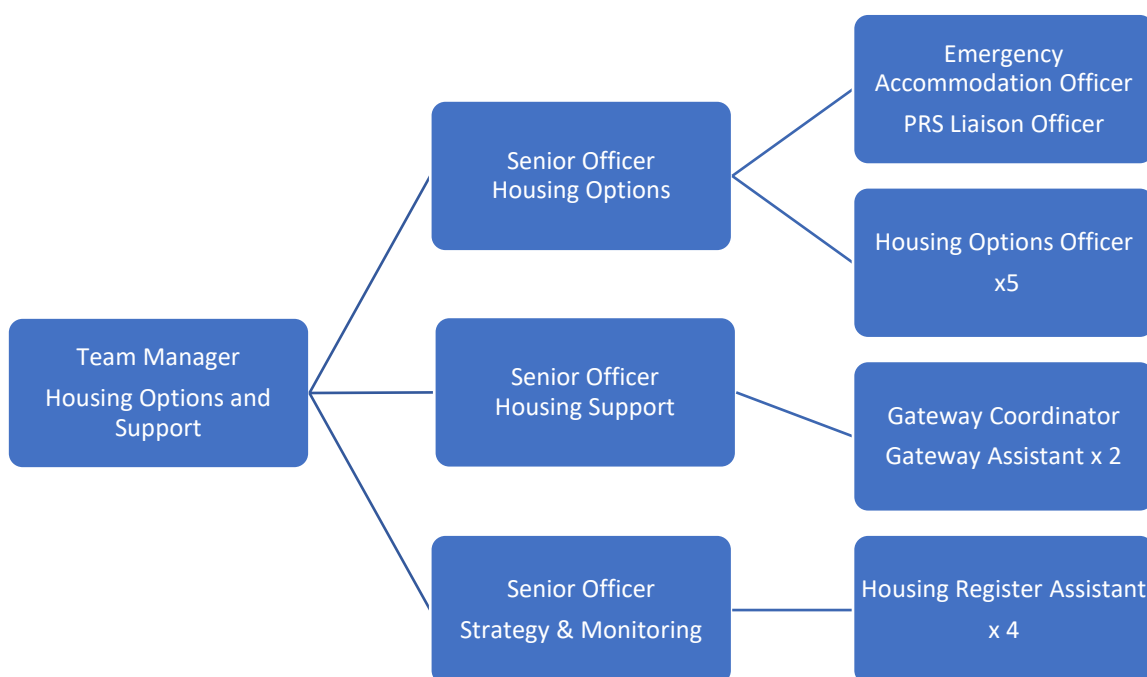 Emergency
Accommodation Officer
PRS Liaison Officer
Senior Officer
Housing Options
Housing Options Officer
x5
Team Manager
Housing Options and
Support
Senior Officer
Housing Support
Gateway Coordinator
Gateway Assistant x 2
Senior Officer
Strategy & Monitoring
Housing Register Assistant
x 4